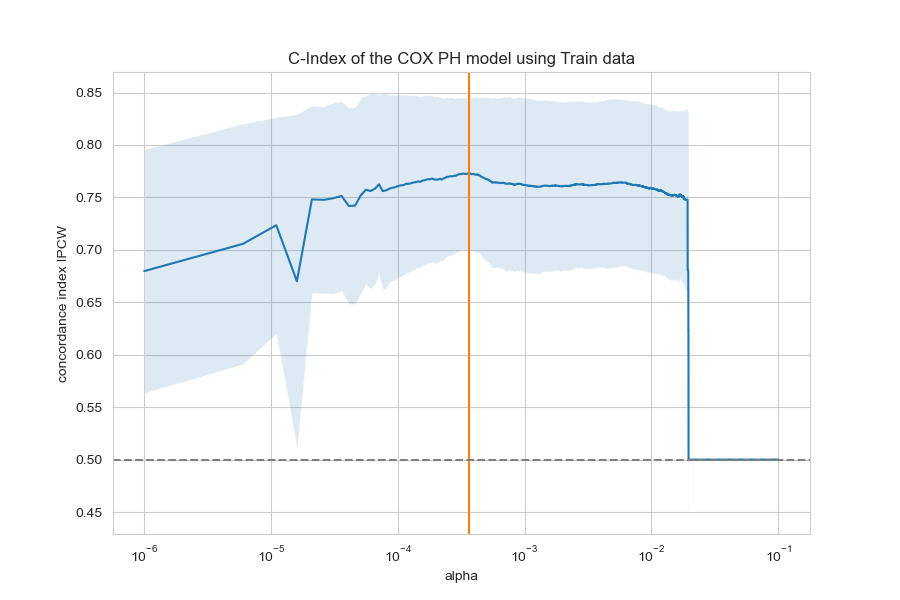 C-Index of the COX PH model using Train data
concordance index IPCW
0.85
0.80
0.75
0.70
0.65
0.60
0.55
0.50
0.45
10⁻⁶ 10⁻⁵ 10⁻⁴ 10⁻³ 10⁻² 10⁻¹
alpha